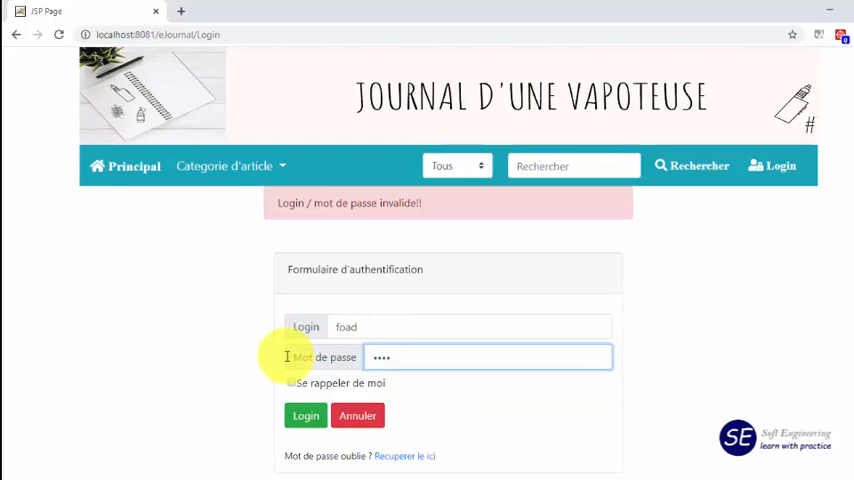 JSP Page
localhost:8081/eJournal/Login
0
JOURNAL D'UNE VAPOTEUSE
#
Principal
Categorie d'article
Tous
Rechercher
Rechercher
Login
Login / mot de passe invalide!!
Formulaire d'authentification
Login
foad
Mot de passe
••••
Se rappeler de moi
Login
Annuler
Mot de passe oublie ? Recuperer le ici
SE
Soft Engineering
learn with practice